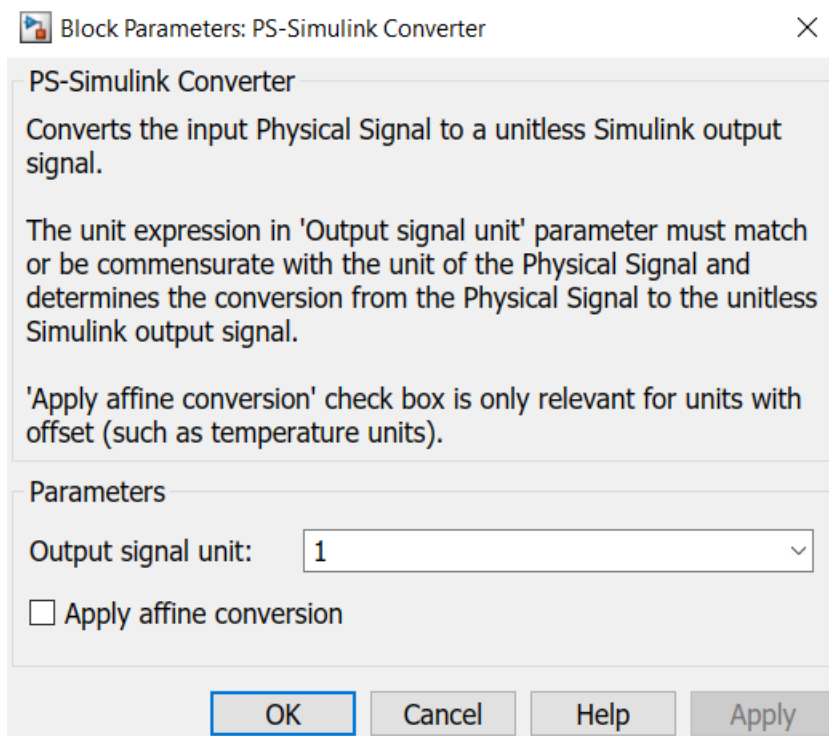 Block Parameters: PS-Simulink Converter
PS-Simulink Converter
Converts the input Physical Signal to a unitless Simulink output
signal.
The unit expression in 'Output signal unit' parameter must match
or be commensurate with the unit of the Physical Signal and
determines the conversion from the Physical Signal to the unitless
Simulink output signal.
'Apply affine conversion' check box is only relevant for units with
offset (such as temperature units).
Parameters
Output signal unit: 1
Apply affine conversion
OK Cancel Help Apply